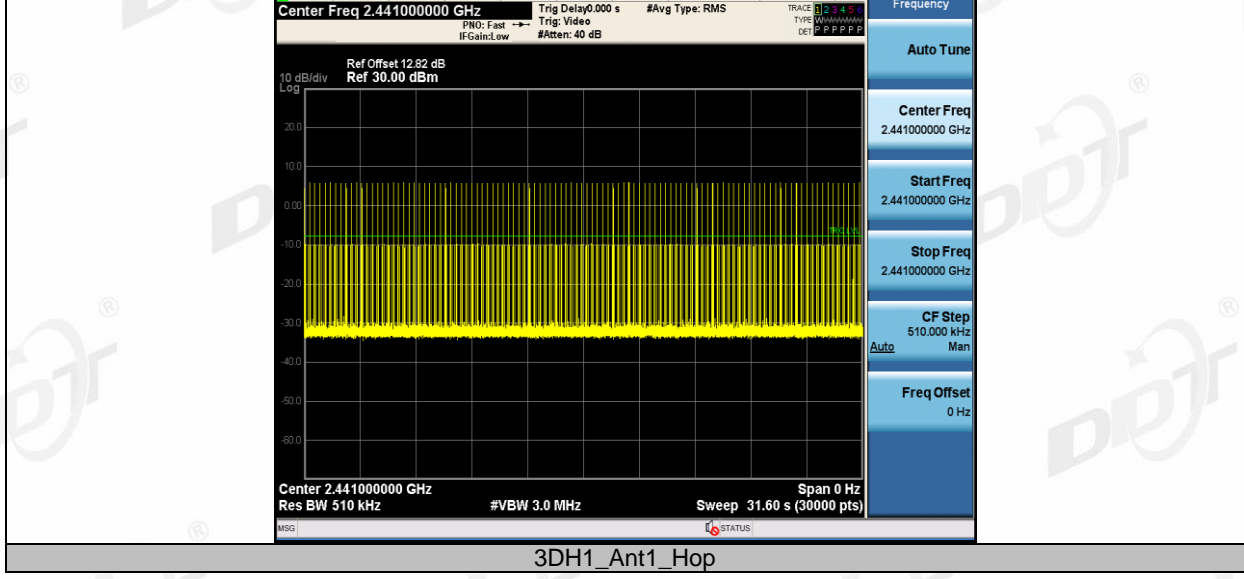 Center Freq 2.441000000 GHz
PNO: Fast
IFGain:Low
Trig Delay0.000 s
Trig: Video
#Atten: 40 dB
#Avg Type: RMS
TRACE 1 2 3 4 5 6
TYPE W
DET P P P P P P
Frequency
Ref Offset 12.82 dB
10 dB/div Ref 30.00 dBm
Log
20.0
10.0
0.00
-10.0
-20.0
-30.0
-40.0
-50.0
-60.0
TRIG LVL
Center 2.441000000 GHz
Span 0 Hz
Res BW 510 kHz
#VBW 3.0 MHz
Sweep 31.60 s (30000 pts)
MSG
STATUS
Auto Tune
Center Freq
2.441000000 GHz
Start Freq
2.441000000 GHz
Stop Freq
2.441000000 GHz
CF Step
510.000 kHz
Auto Man
Freq Offset
0 Hz
3DH1_Ant1_Hop
DDT
®